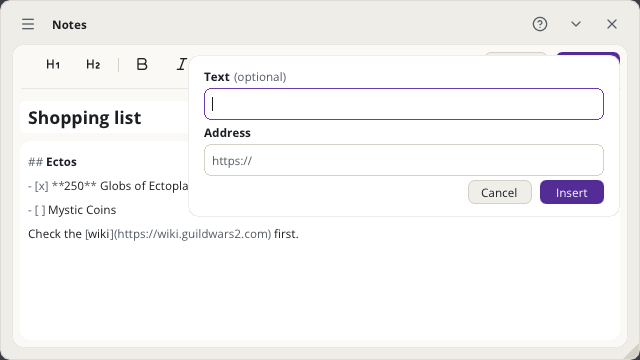 Notes
H1 H2 B I
Text (optional)
Address
https://
Cancel Insert
Shopping list
## Ectos
- [x] **250** Globs of Ectopla
- [ ] Mystic Coins
Check the [wiki](https://wiki.guildwars2.com) first.